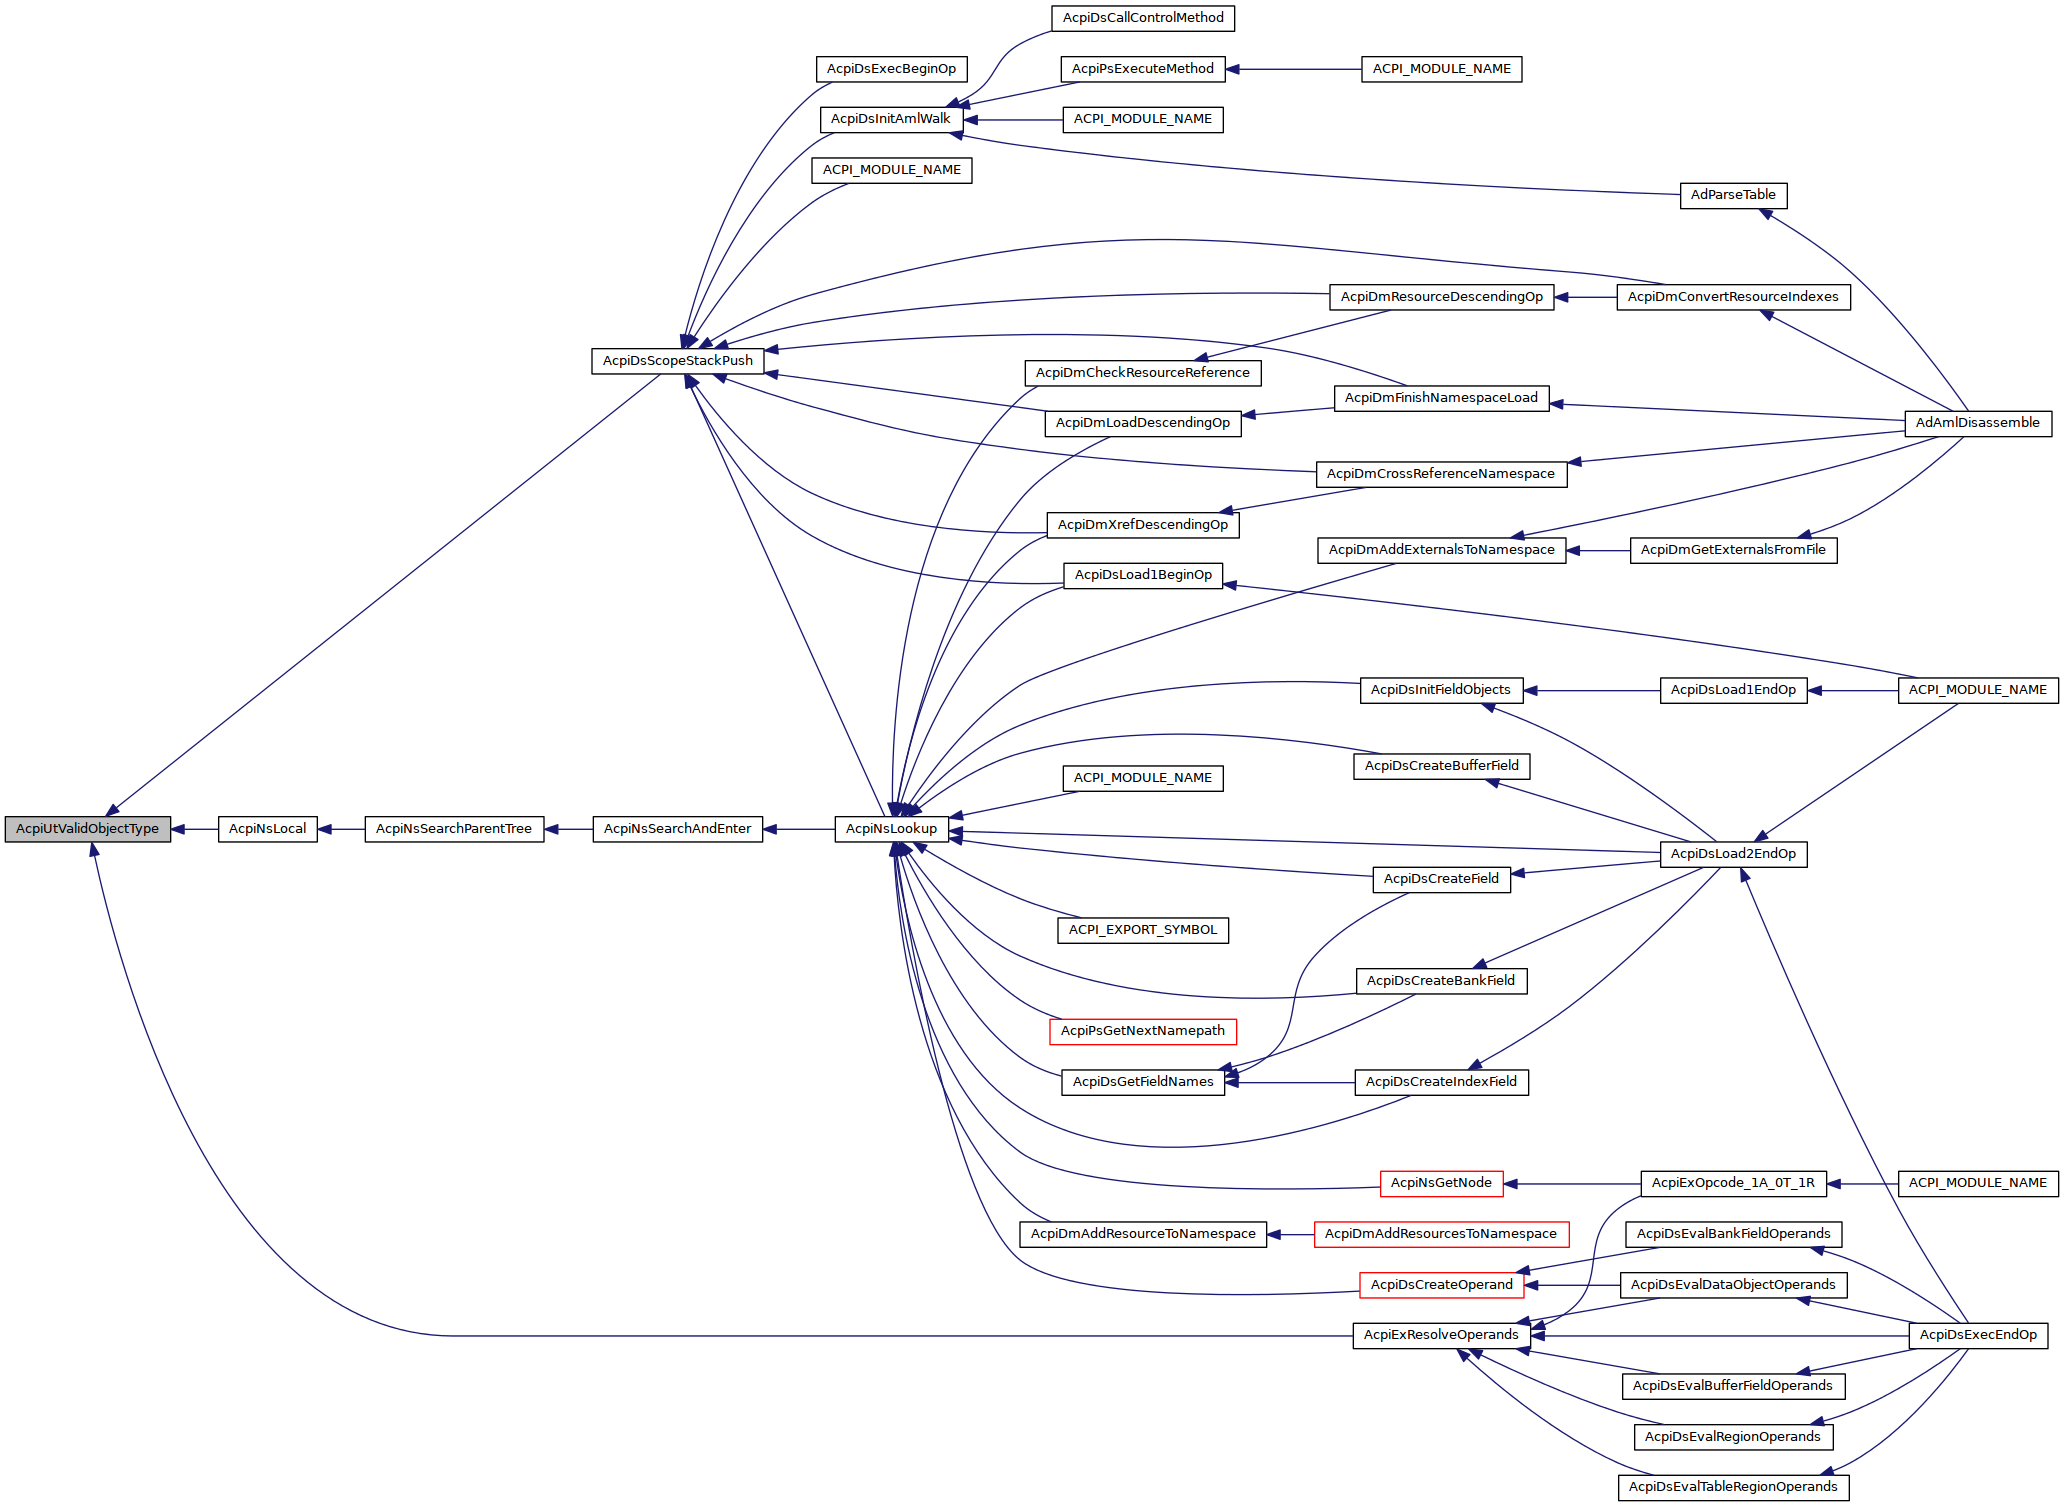 AcpiDsCallControlMethod
AcpiDsExecBeginOp
AcpiPsExecuteMethod
ACPI_MODULE_NAME
AcpiDsInitAmlWalk
ACPI_MODULE_NAME
ACPI_MODULE_NAME
AdParseTable
AcpiDmResourceDescendingOp
AcpiDmConvertResourceIndexes
AcpiDsScopeStackPush
AcpiDmCheckResourceReference
AcpiDmFinishNamespaceLoad
AcpiDmLoadDescendingOp
AdAmlDisassemble
AcpiDmCrossReferenceNamespace
AcpiDmXrefDescendingOp
AcpiDmAddExternalsToNamespace
AcpiDmGetExternalsFromFile
AcpiDsLoad1BeginOp
AcpiDsInitFieldObjects
AcpiDsLoad1EndOp
ACPI_MODULE_NAME
AcpiDsCreateBufferField
ACPI_MODULE_NAME
AcpiUtValidObjectType
AcpiNsLocal
AcpiNsSearchParentTree
AcpiNsSearchAndEnter
AcpiNsLookup
AcpiDsLoad2EndOp
AcpiDsCreateField
ACPI_EXPORT_SYMBOL
AcpiDsCreateBankField
AcpiPsGetNextNamepath
AcpiDsGetFieldNames
AcpiDsCreateIndexField
AcpiNsGetNode
AcpiExOpcode_1A_0T_1R
ACPI_MODULE_NAME
AcpiDmAddResourceToNamespace
AcpiDmAddResourcesToNamespace
AcpiDsEvalBankFieldOperands
AcpiDsCreateOperand
AcpiDsEvalDataObjectOperands
AcpiExResolveOperands
AcpiDsExecEndOp
AcpiDsEvalBufferFieldOperands
AcpiDsEvalRegionOperands
AcpiDsEvalTableRegionOperands